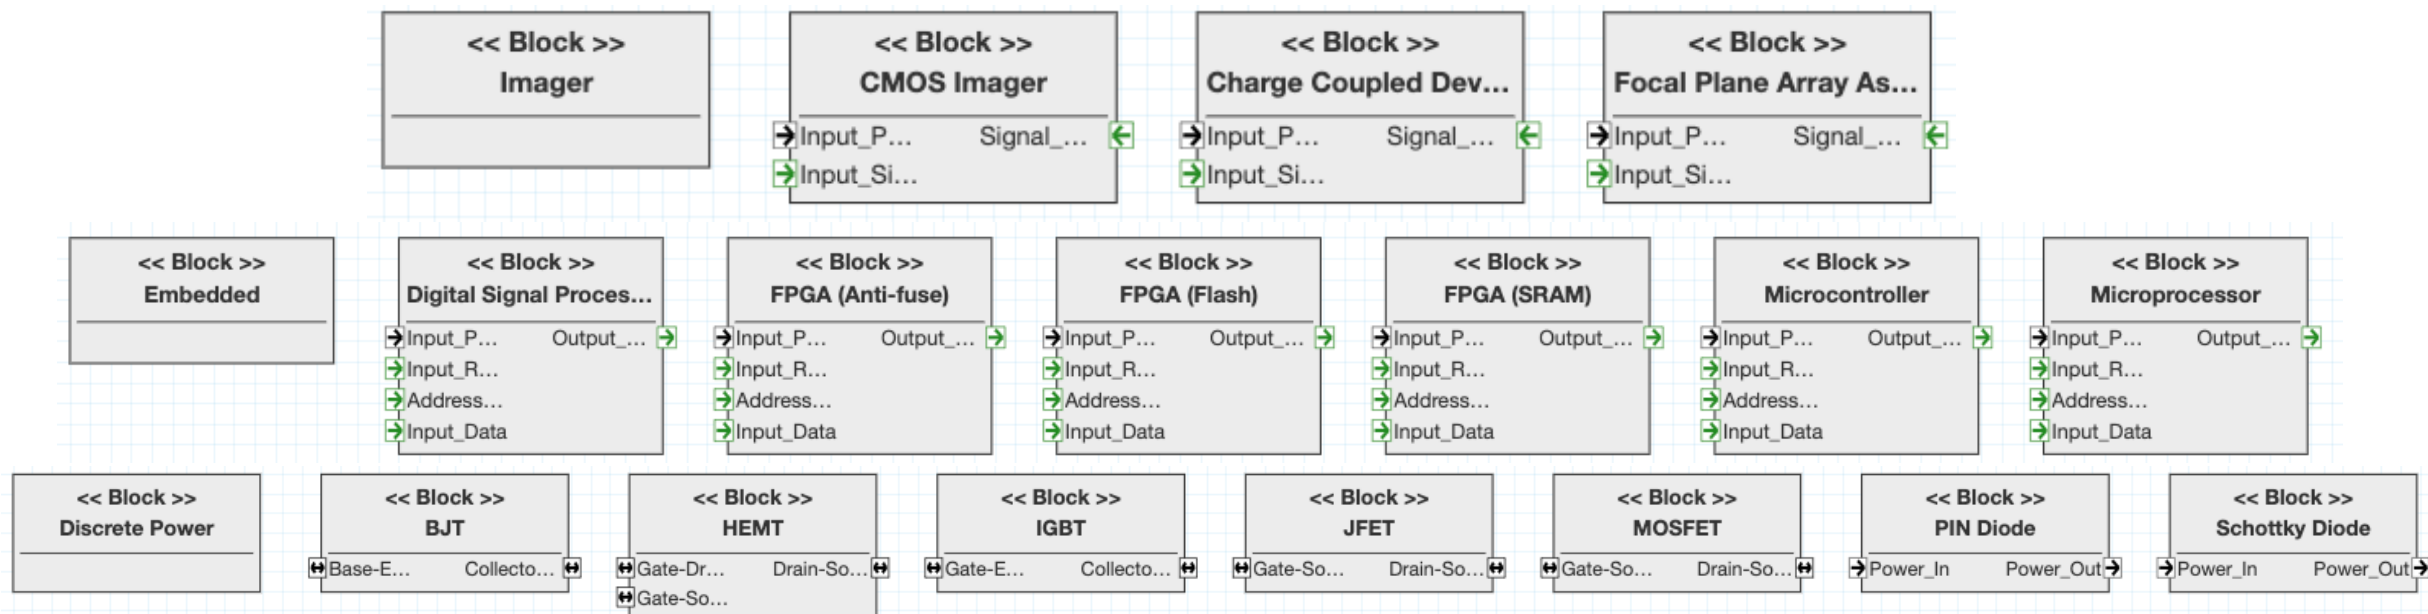 << Block >> << Block >> << Block >> << Block >>
Imager CMOS Imager Charge Coupled Dev... Focal Plane Array As...
Input_P... Signal_... Input_P... Signal_... Input_P... Signal_...
Input_Si... Input_Si... Input_Si...
<< Block >> << Block >> << Block >> << Block >> << Block >> << Block >> << Block >>
Embedded Digital Signal Proces... FPGA (Anti-fuse) FPGA (Flash) FPGA (SRAM) Microcontroller Microprocessor
Input_P... Output_... Input_P... Output_... Input_P... Output_... Input_P... Output_... Input_P... Output_... Input_P... Output_...
Input_R... Input_R... Input_R... Input_R... Input_R... Input_R...
Address... Address... Address... Address... Address... Address...
Input_Data Input_Data Input_Data Input_Data Input_Data Input_Data
<< Block >> << Block >> << Block >> << Block >> << Block >> << Block >> << Block >> << Block >>
Discrete Power BJT HEMT IGBT JFET MOSFET PIN Diode Schottky Diode
Base-E... Collecto... Gate-Dr... Drain-So... Gate-E... Collecto... Gate-So... Drain-So... Gate-So... Drain-So... Power_In Power_Out Power_In Power_Out
Gate-So...